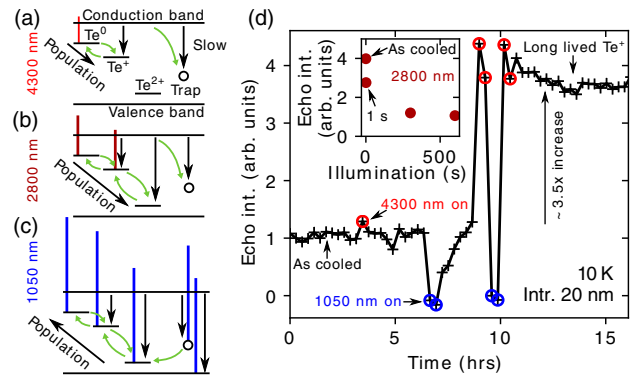 (a)
Conduction band
Te⁰
Te⁺
Slow
4300 nm
Population
Te²⁺
Trap
Valence band
(b)
2800 nm
Population
(c)
1050 nm
Population
(d)
Echo int. (arb. units)
4
3
2
1
0
0
5
10
15
Time (hrs)
Echo int.
(arb. units)
4
2
0
0
500
Illumination (s)
As cooled
2800 nm
1 s
Long lived Te⁺
~ 3.5x increase
4300 nm on
As cooled
1050 nm on
10 K
Intr. 20 nm